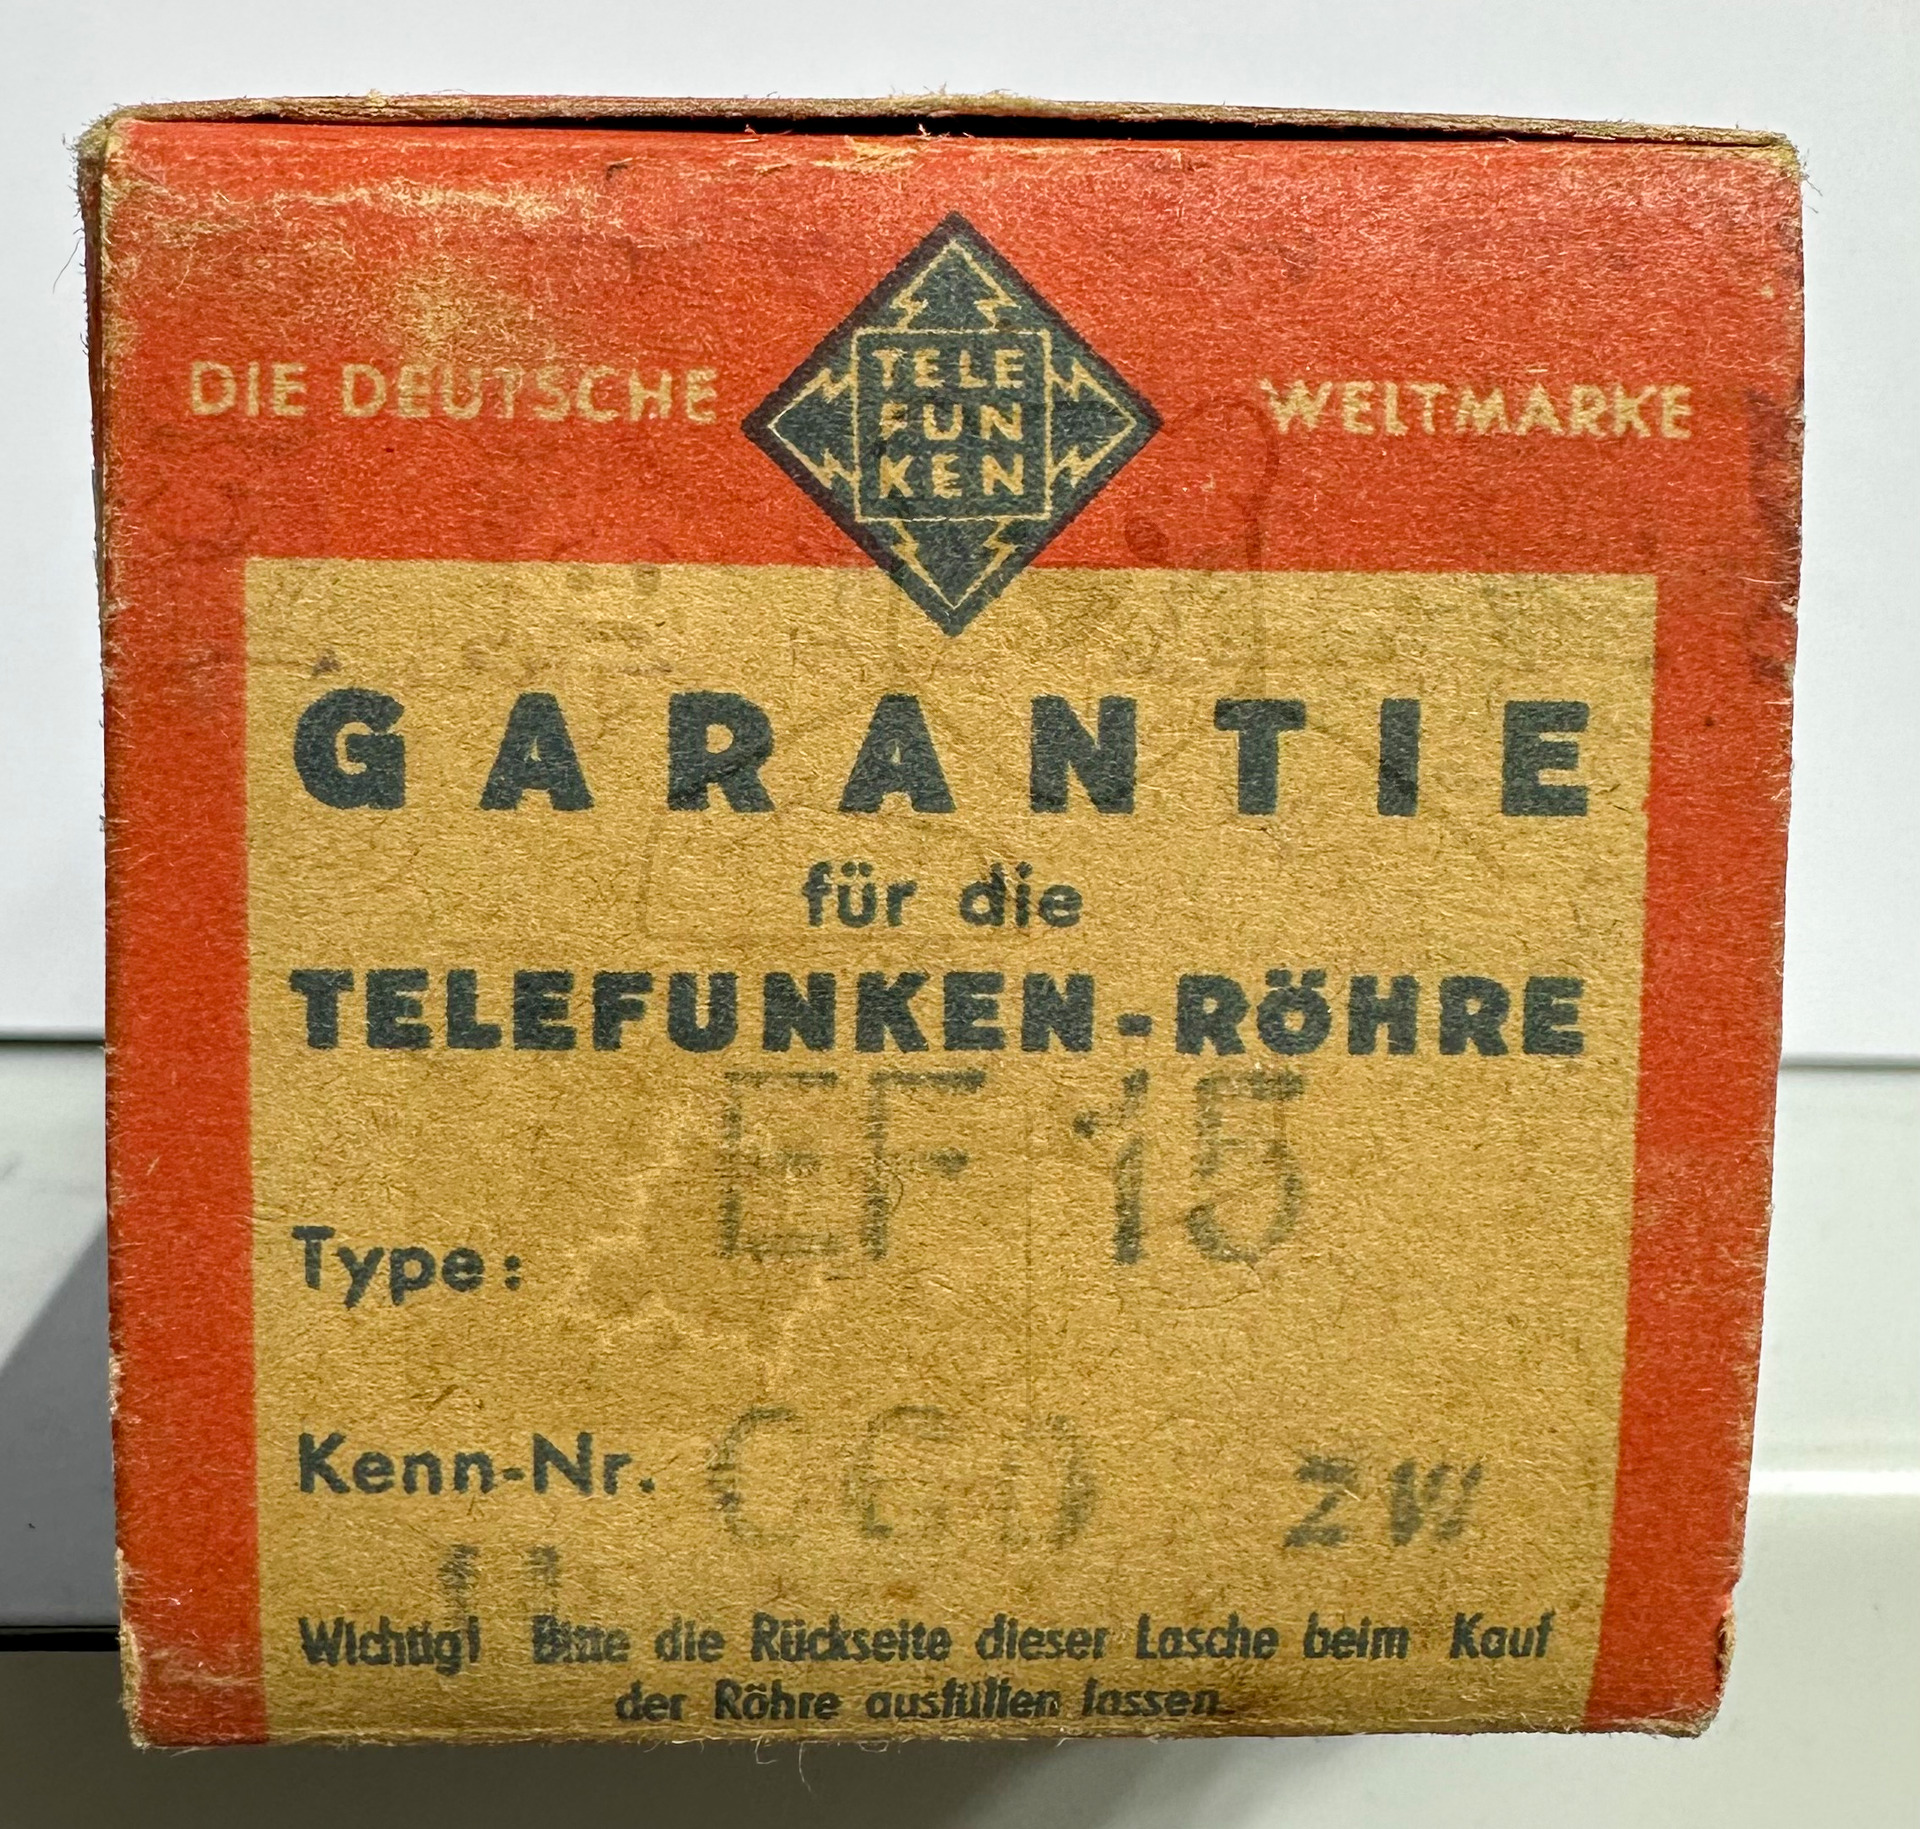 DIE DEUTSCHE WELTMARKE
TELE
FUN
KEN
GARANTIE
für die
TELEFUNKEN-RÖHRE
EF 15
Type:
Kenn-Nr. zw
Wichtig! Bitte die Rückseite dieser Lasche beim Kauf
der Röhre ausfüllen lassen